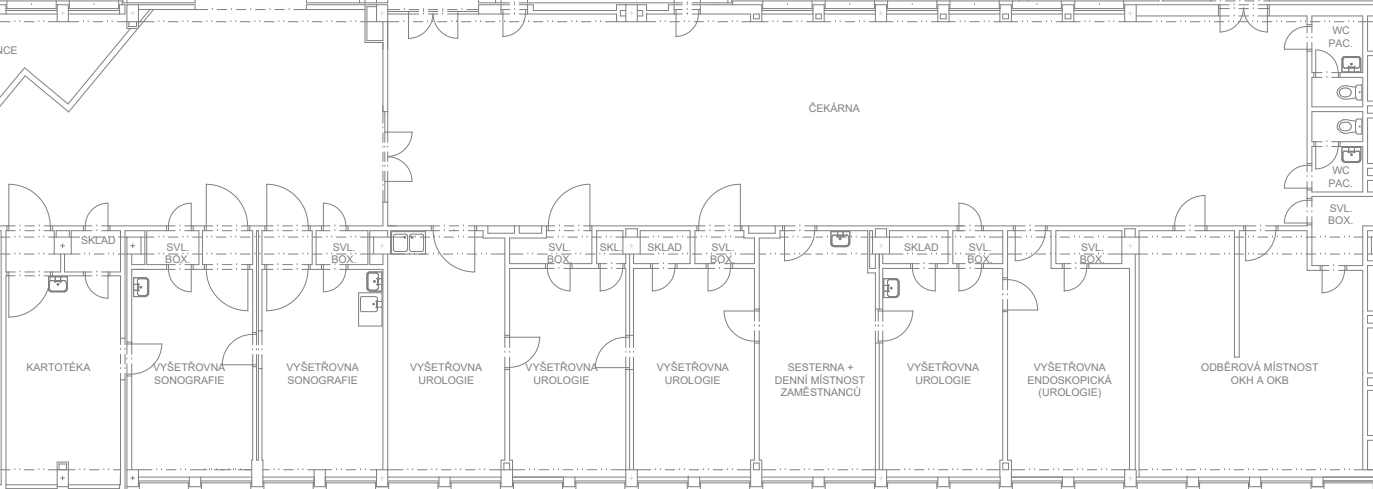 NCE
WC
PAC.
ČEKÁRNA
WC
PAC.
SVL.
BOX.
SKLAD
SVL.
BOX.
SVL.
BOX.
SVL.
BOX.
SKL.
SKLAD
SVL.
BOX.
SKLAD
SVL.
BOX.
SVL.
BOX.
KARTOTÉKA
VYŠETŘOVNA
SONOGRAFIE
VYŠETŘOVNA
SONOGRAFIE
VYŠETŘOVNA
UROLOGIE
VYŠETŘOVNA
UROLOGIE
VYŠETŘOVNA
UROLOGIE
SESTERNA +
DENNÍ MÍSTNOST
ZAMĚSTNANCŮ
VYŠETŘOVNA
UROLOGIE
VYŠETŘOVNA
ENDOSKOPICKÁ
(UROLOGIE)
ODBĚROVÁ MÍSTNOST
OKH A OKB